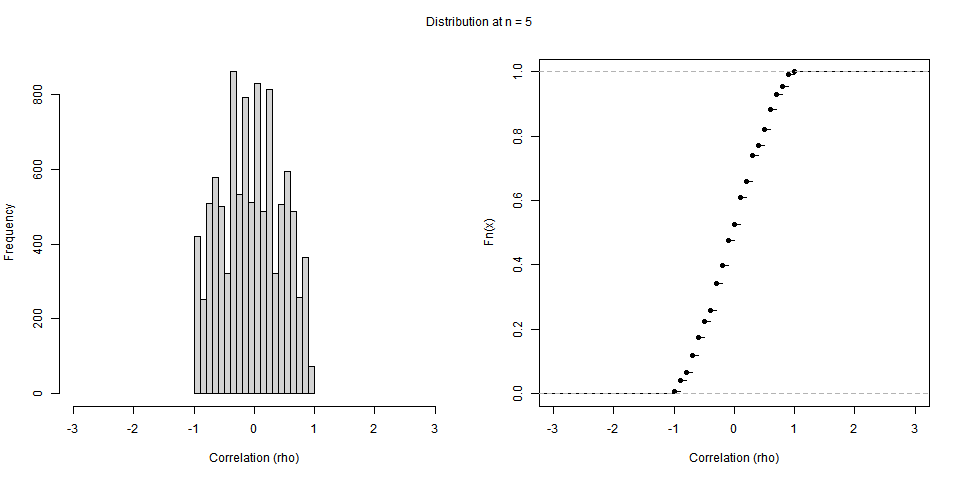 Distribution at n = 5
Frequency
800
600
400
200
0
-3 -2 -1 0 1 2 3
Correlation (rho)
Fn(x)
1.0
0.8
0.6
0.4
0.2
0.0
-3 -2 -1 0 1 2 3
Correlation (rho)